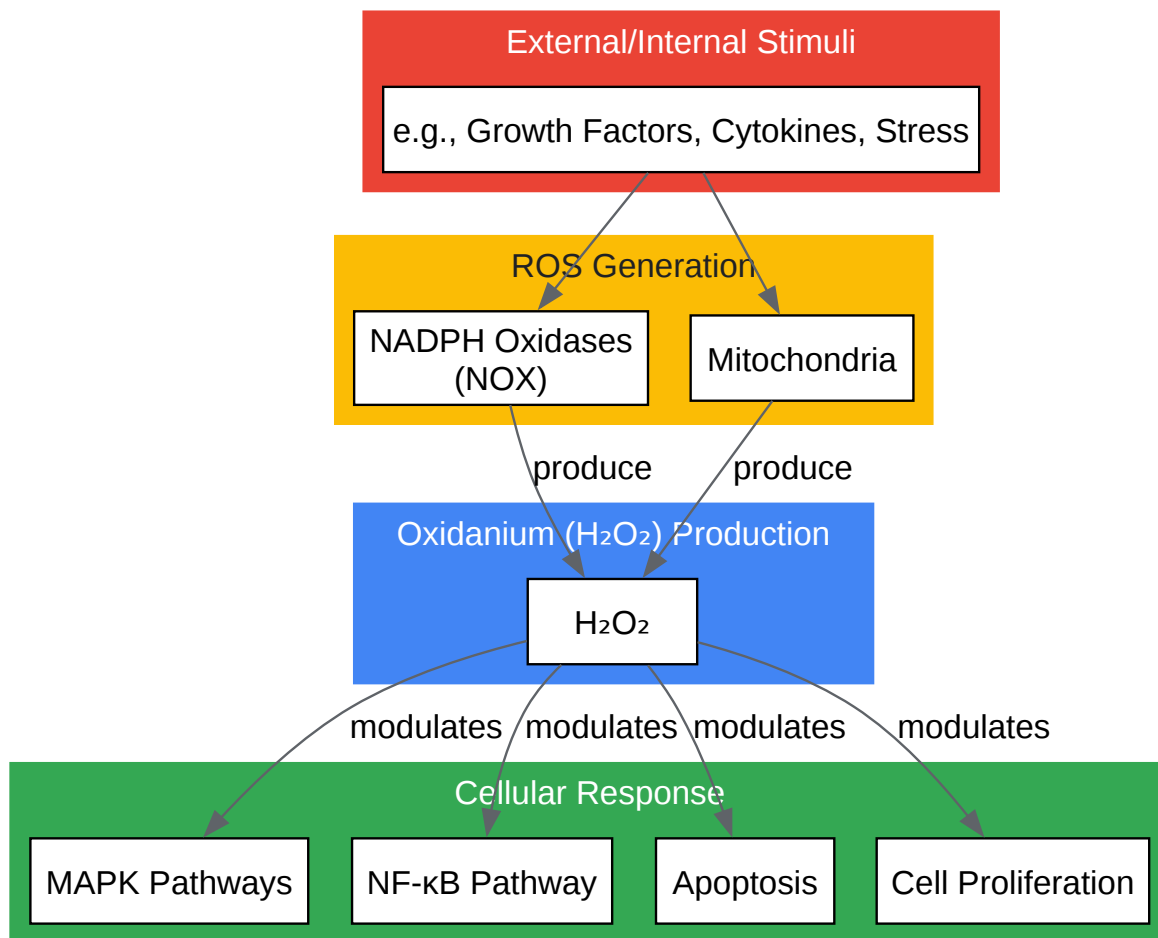 External/Internal Stimuli
e.g., Growth Factors, Cytokines, Stress
ROS Generation
NADPH Oxidases
(NOX)
Mitochondria
produce
produce
Oxidanium (H₂O₂) Production
H₂O₂
modulates
modulates
modulates
modulates
Cellular Response
MAPK Pathways
NF-κB Pathway
Apoptosis
Cell Proliferation